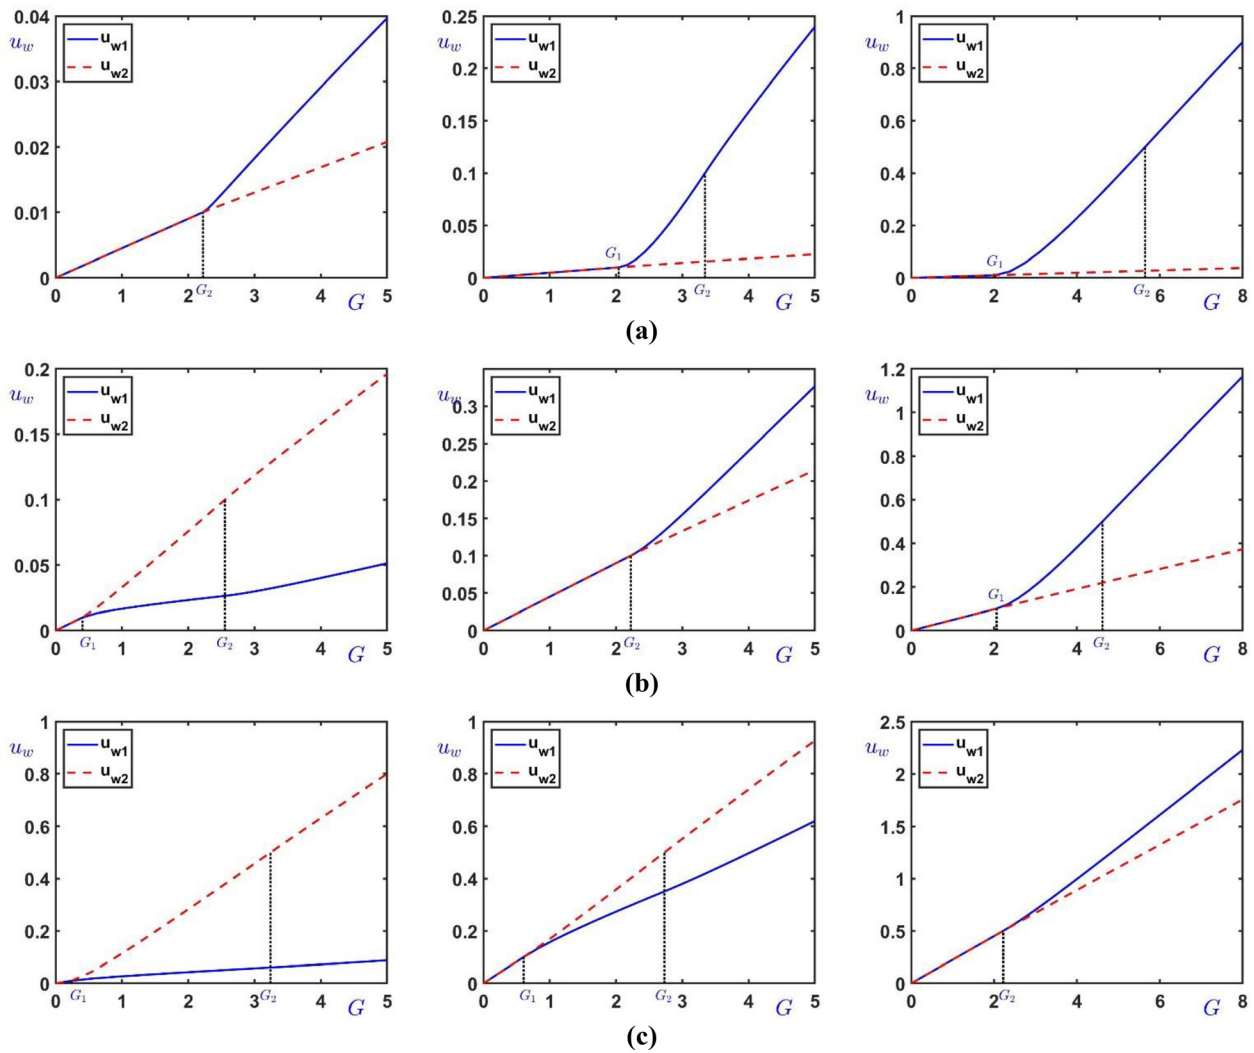 0.04 0.03 0.02 0.01 0
u_w
u_w1
u_w2
0 1 2 3 4 5
G_2
G
0.25 0.2 0.15 0.1 0.05 0
u_w
u_w1
u_w2
G_1
0 1 2 3 4 5
G_2
G
1 0.8 0.6 0.4 0.2 0
u_w
u_w1
u_w2
G_1
0 2 4 6 8
G_2
G
(a)
0.2 0.15 0.1 0.05 0
u_w
u_w1
u_w2
0 1 2 3 4 5
G_1 G_2
G
0.3 0.25 0.2 0.15 0.1 0.05 0
u_w
u_w1
u_w2
0 1 2 3 4 5
G_2
G
1.2 1 0.8 0.6 0.4 0.2 0
u_w
u_w1
u_w2
G_1
0 2 4 6 8
G_2
G
(b)
1 0.8 0.6 0.4 0.2 0
u_w
u_w1
u_w2
0 1 2 3 4 5
G_1 G_2
G
1 0.8 0.6 0.4 0.2 0
u_w
u_w1
u_w2
0 1 2 3 4 5
G_1 G_2
G
2.5 2 1.5 1 0.5 0
u_w
u_w1
u_w2
0 2 4 6 8
G_2
G
(c)